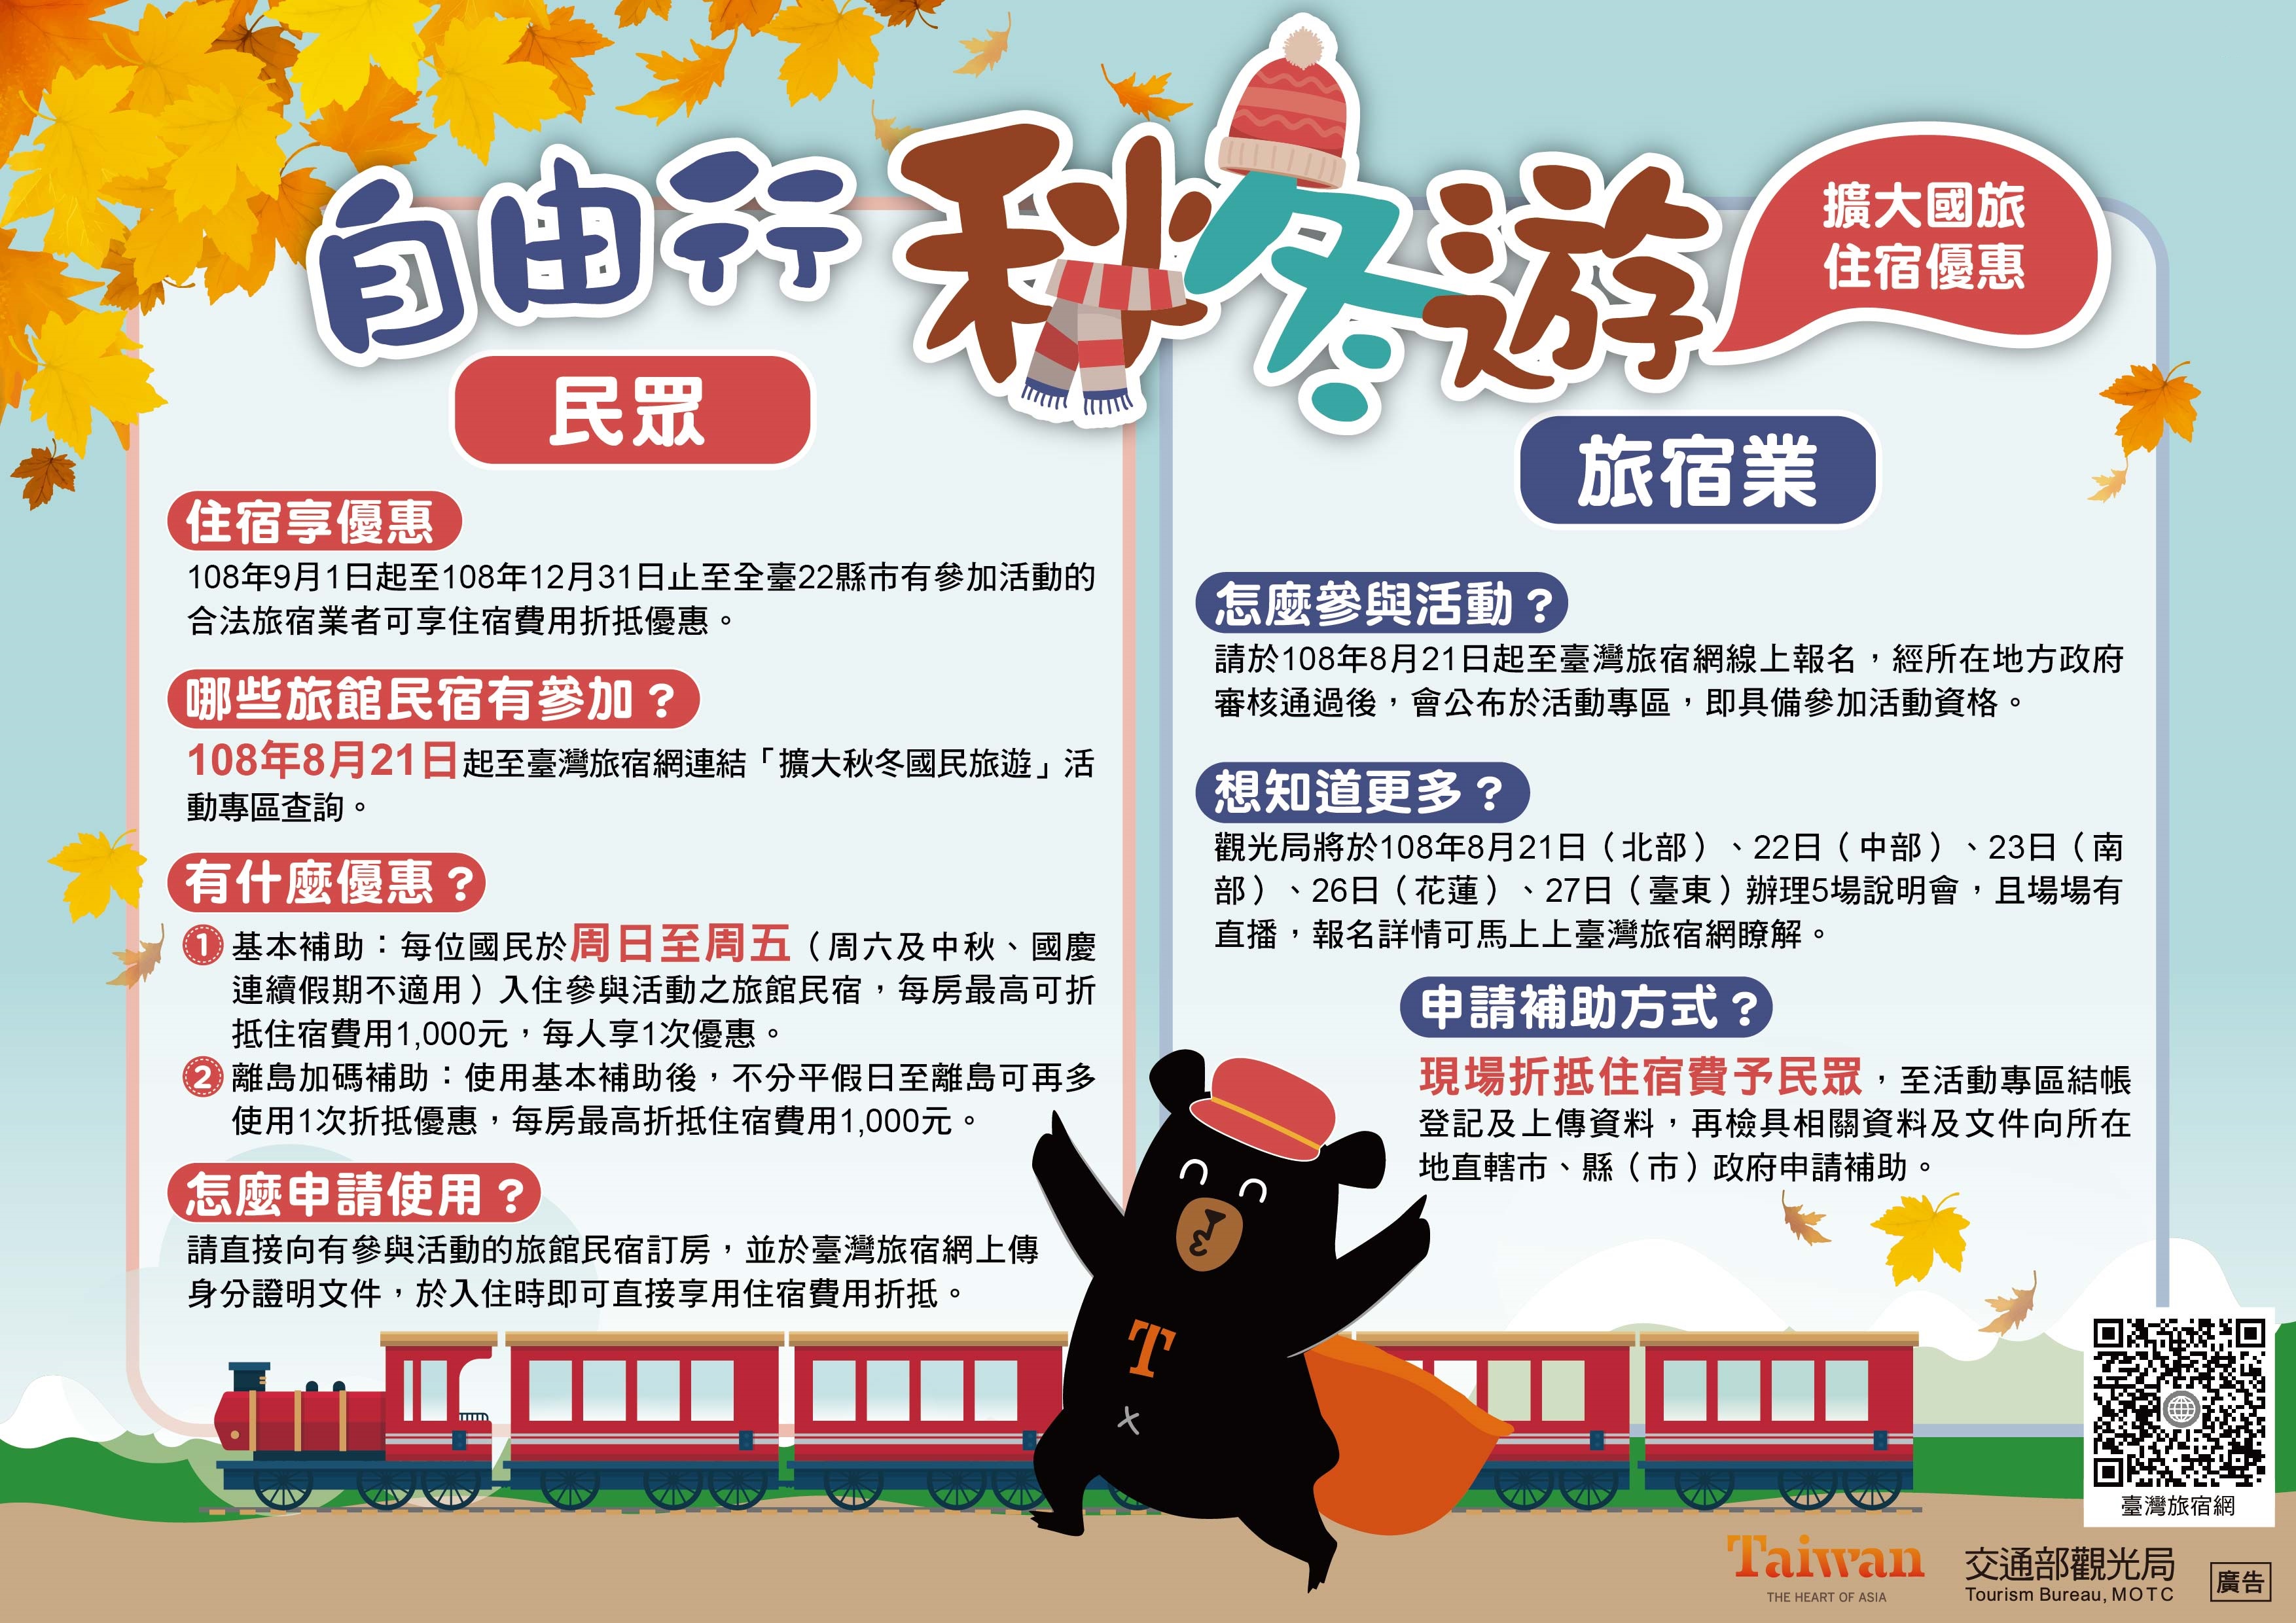 自由行 秋冬遊
擴大國旅
住宿優惠
民眾
住宿享優惠
108年9月1日起至108年12月31日止至全臺22縣市有參加活動的
合法旅宿業者可享住宿費用折抵優惠。
哪些旅館民宿有參加？
108年8月21日起至臺灣旅宿網連結「擴大秋冬國民旅遊」活
動專區查詢。
有什麼優惠？
1 基本補助：每位國民於周日至周五（周六及中秋、國慶
連續假期不適用）入住參與活動之旅館民宿，每房最高可折
抵住宿費用1,000元，每人享1次優惠。
2 離島加碼補助：使用基本補助後，不分平假日至離島可再多
使用1次折抵優惠，每房最高折抵住宿費用1,000元。
怎麼申請使用？
請直接向有參與活動的旅館民宿訂房，並於臺灣旅宿網上傳
身分證明文件，於入住時即可直接享用住宿費用折抵。
旅宿業
怎麼參與活動？
請於108年8月21日起至臺灣旅宿網線上報名，經所在地方政府
審核通過後，會公布於活動專區，即具備參加活動資格。
想知道更多？
觀光局將於108年8月21日（北部）、22日（中部）、23日（南
部）、26日（花蓮）、27日（臺東）辦理5場說明會，且場場有
直播，報名詳情可馬上上臺灣旅宿網瞭解。
申請補助方式？
現場折抵住宿費予民眾，至活動專區結帳
登記及上傳資料，再檢具相關資料及文件向所在
地直轄市、縣（市）政府申請補助。
T
臺灣旅宿網
Taiwan
THE HEART OF ASIA
交通部觀光局
Tourism Bureau, MOTC
廣告